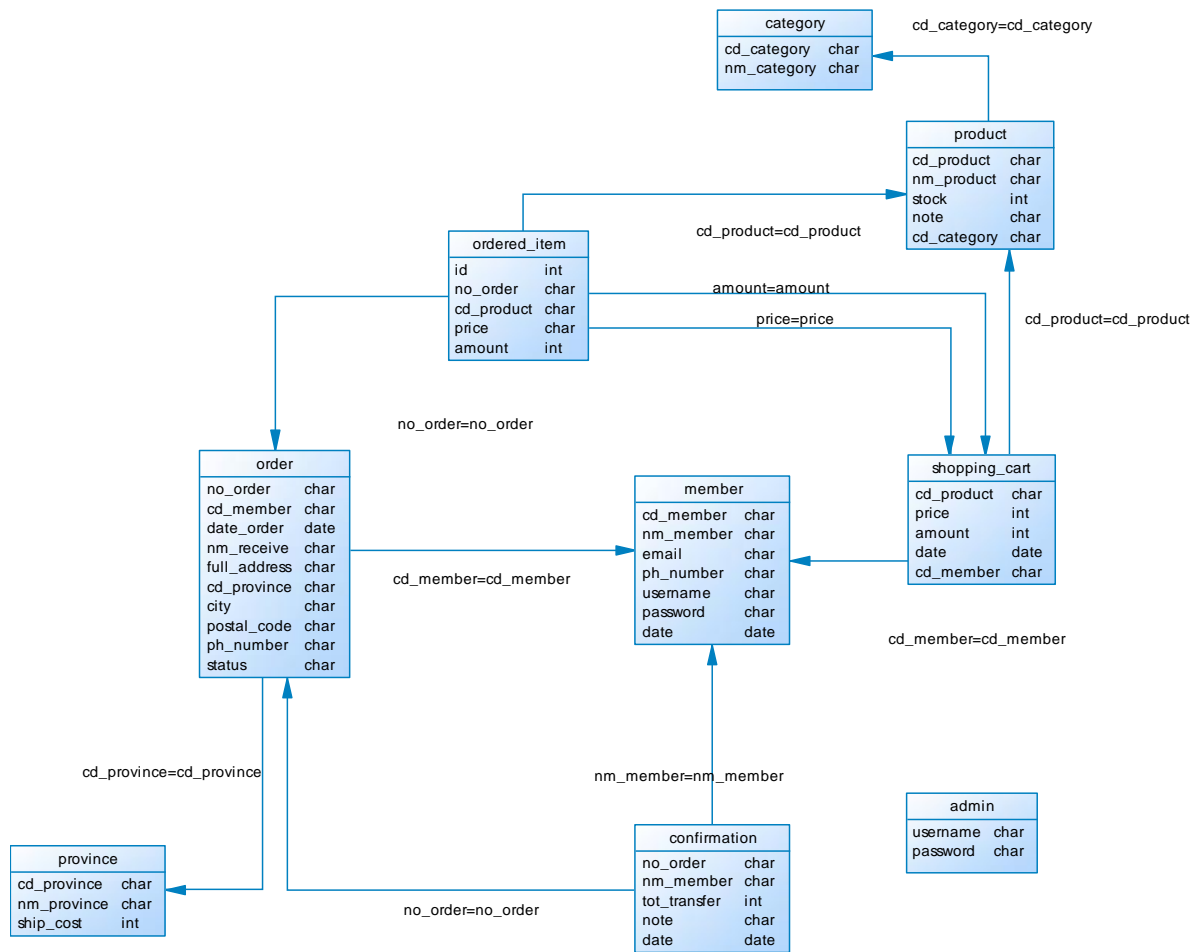 category
cd_category char
nm_category char
cd_category=cd_category
product
cd_product char
nm_product char
stock int
note char
cd_category char
cd_product=cd_product
ordered_item
id int
no_order char
cd_product char
price char
amount int
amount=amount
price=price
cd_product=cd_product
no_order=no_order
order
no_order char
cd_member char
date_order date
nm_receive char
full_address char
cd_province char
city char
postal_code char
ph_number char
status char
cd_member=cd_member
member
cd_member char
nm_member char
email char
ph_number char
username char
password char
date date
shopping_cart
cd_product char
price int
amount int
date date
cd_member char
cd_member=cd_member
cd_province=cd_province
nm_member=nm_member
province
cd_province char
nm_province char
ship_cost int
no_order=no_order
confirmation
no_order char
nm_member char
tot_transfer int
note char
date date
admin
username char
password char